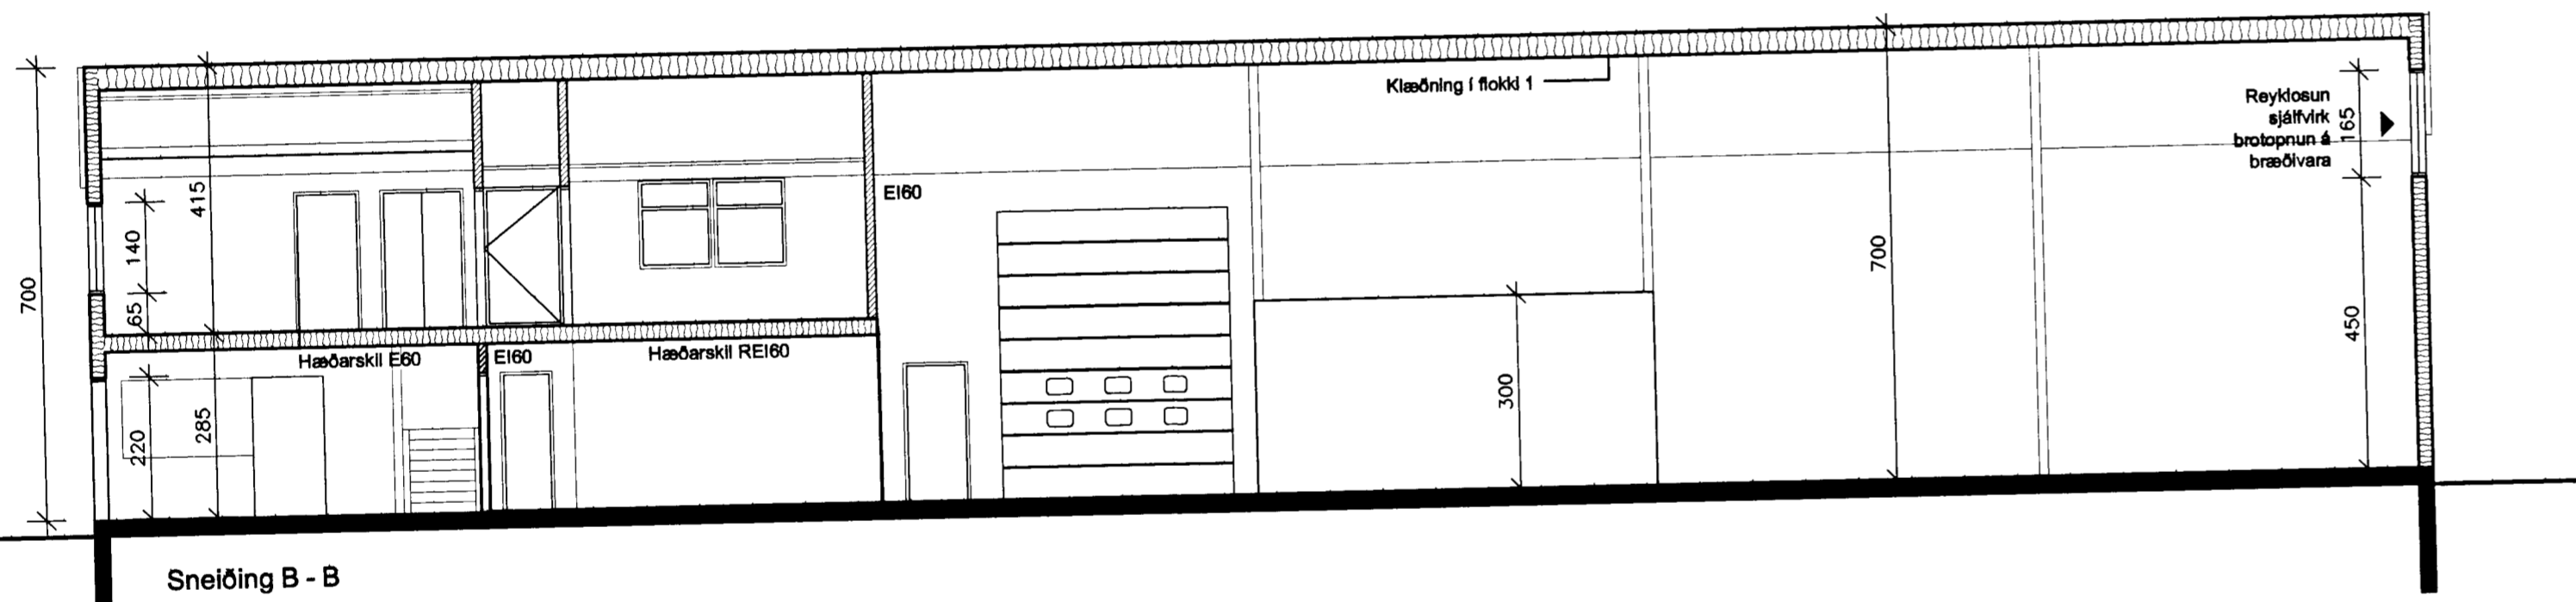 Klæðning í flokki 1
Reyklosun
sjálfvirk
brotopnun á
bræðivara
165
EI60
415
140
700
65
700
450
Hæðarskil E60
EI60
Hæðarskil REI60
300
285
220
Sneiðing B - B